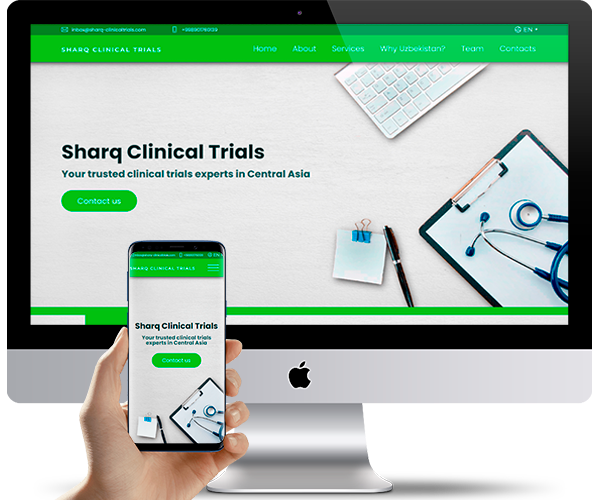 inbox@sharq-clinicaltrials.com EN
SHARQ CLINICAL TRIALS Home About Services Why Uzbekistan? Team Contacts
Sharq Clinical Trials
Your trusted clinical trials experts in Central Asia
Contact us
EN
SHARQ CLINICAL TRIALS
Sharq Clinical Trials
Your trusted clinical trials
experts in Central Asia
Contact us